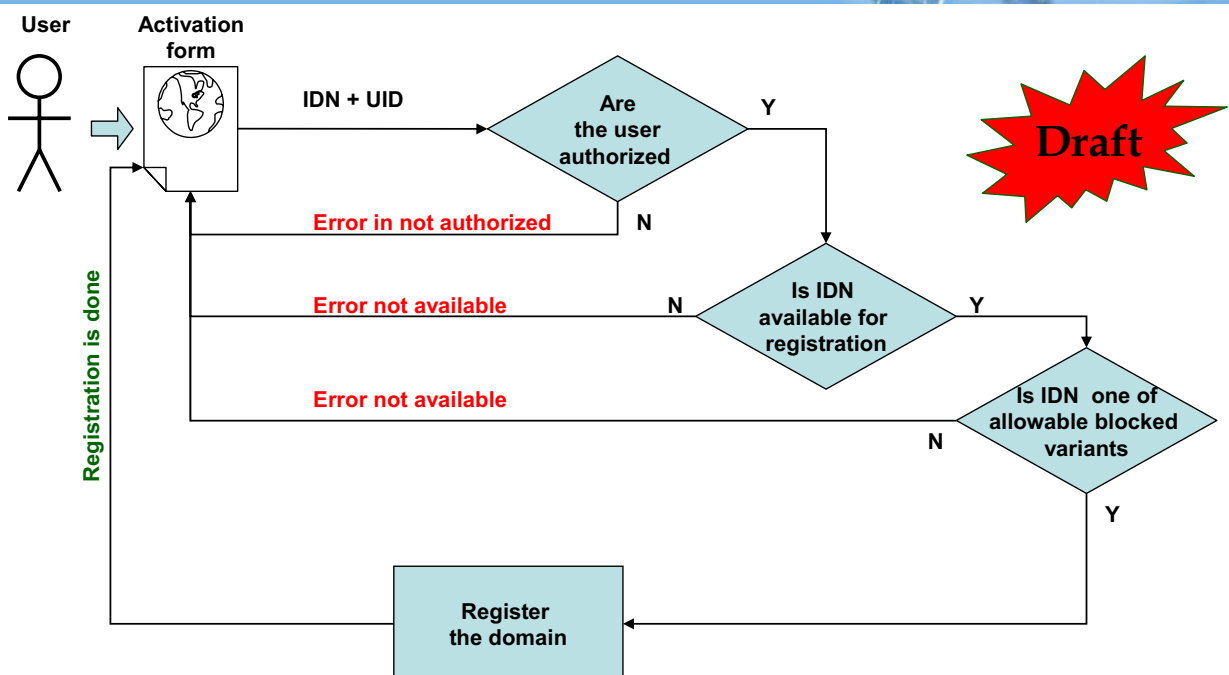 User
Activation
form
IDN + UID
Are
the user
authorized
Y
Draft
Error in not authorized
N
Is IDN
available for
registration
Error not available
N
Y
Registration is done
Is IDN one of
allowable blocked
variants
Error not available
N
Y
Register
the domain